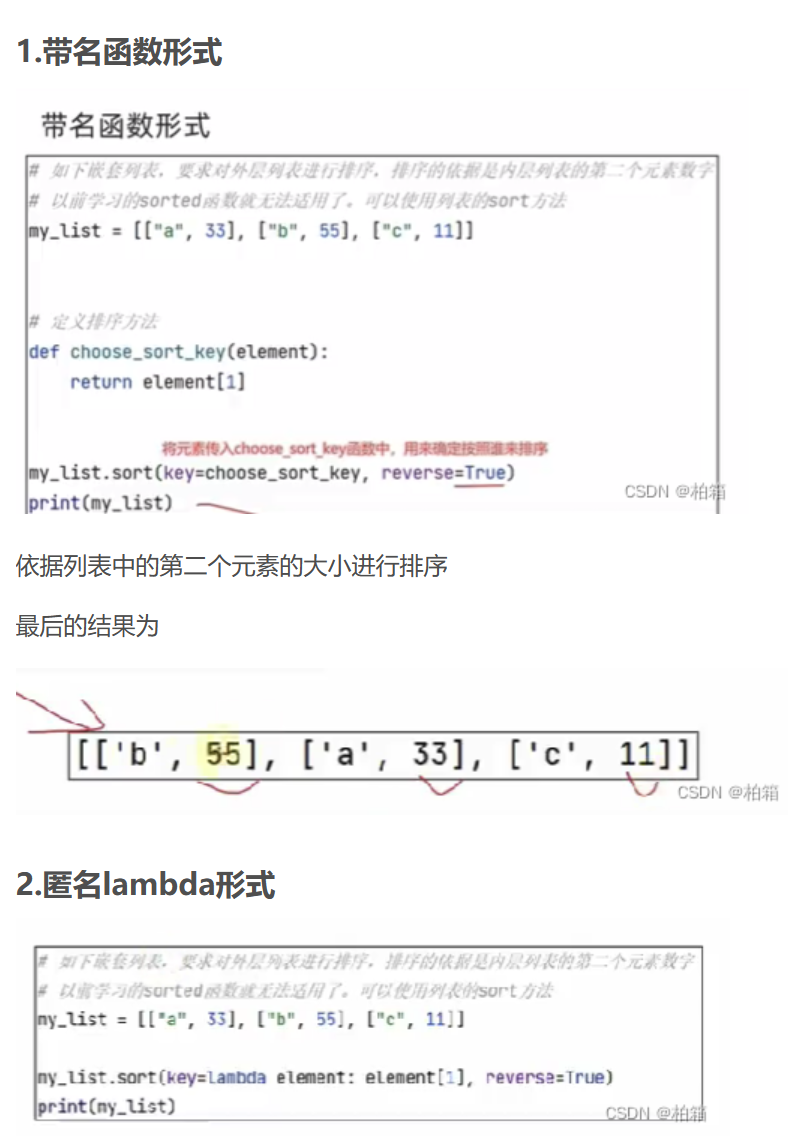 1.带名函数形式
带名函数形式
# 如下嵌套列表，要求对外层列表进行排序，排序的依据是内层列表的第二个元素数字
# 以前学习的sorted函数就无法适用了。可以使用列表的sort方法
my_list = [["a", 33], ["b", 55], ["c", 11]]
# 定义排序方法
def choose_sort_key(element):
    return element[1]
将元素传入choose_sort_key函数中，用来确定按照谁来排序
my_list.sort(key=choose_sort_key, reverse=True)
print(my_list)
CSDN @柏箱
依据列表中的第二个元素的大小进行排序
最后的结果为
[['b', 55], ['a', 33], ['c', 11]]
CSDN @柏箱
2.匿名lambda形式
# 如下嵌套列表，要求对外层列表进行排序，排序的依据是内层列表的第二个元素数字
# 以前学习的sorted函数就无法适用了。可以使用列表的sort方法
my_list = [["a", 33], ["b", 55], ["c", 11]]
my_list.sort(key=lambda element: element[1], reverse=True)
print(my_list)
CSDN @柏箱